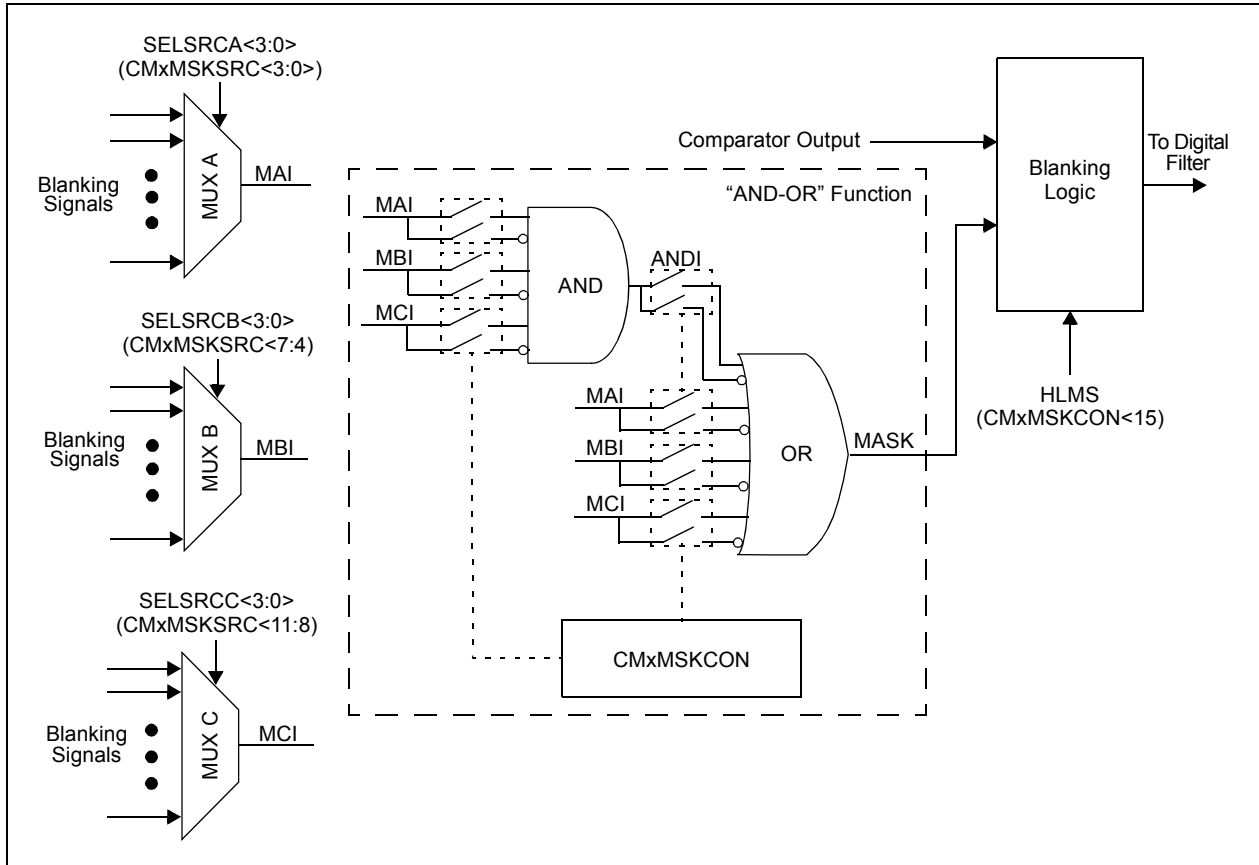 SELSRCA<3:0>
(CMxMSKSRC<3:0>)
Blanking
Signals
MUX A
MAI
SELSRCB<3:0>
(CMxMSKSRC<7:4)
Blanking
Signals
MUX B
MBI
SELSRCC<3:0>
(CMxMSKSRC<11:8)
Blanking
Signals
MUX C
MCI
“AND-OR” Function
MAI
MBI
MCI
AND
ANDI
MAI
MBI
MCI
OR
MASK
CMxMSKCON
Comparator Output
Blanking
Logic
To Digital
Filter
HLMS
(CMxMSKCON<15)